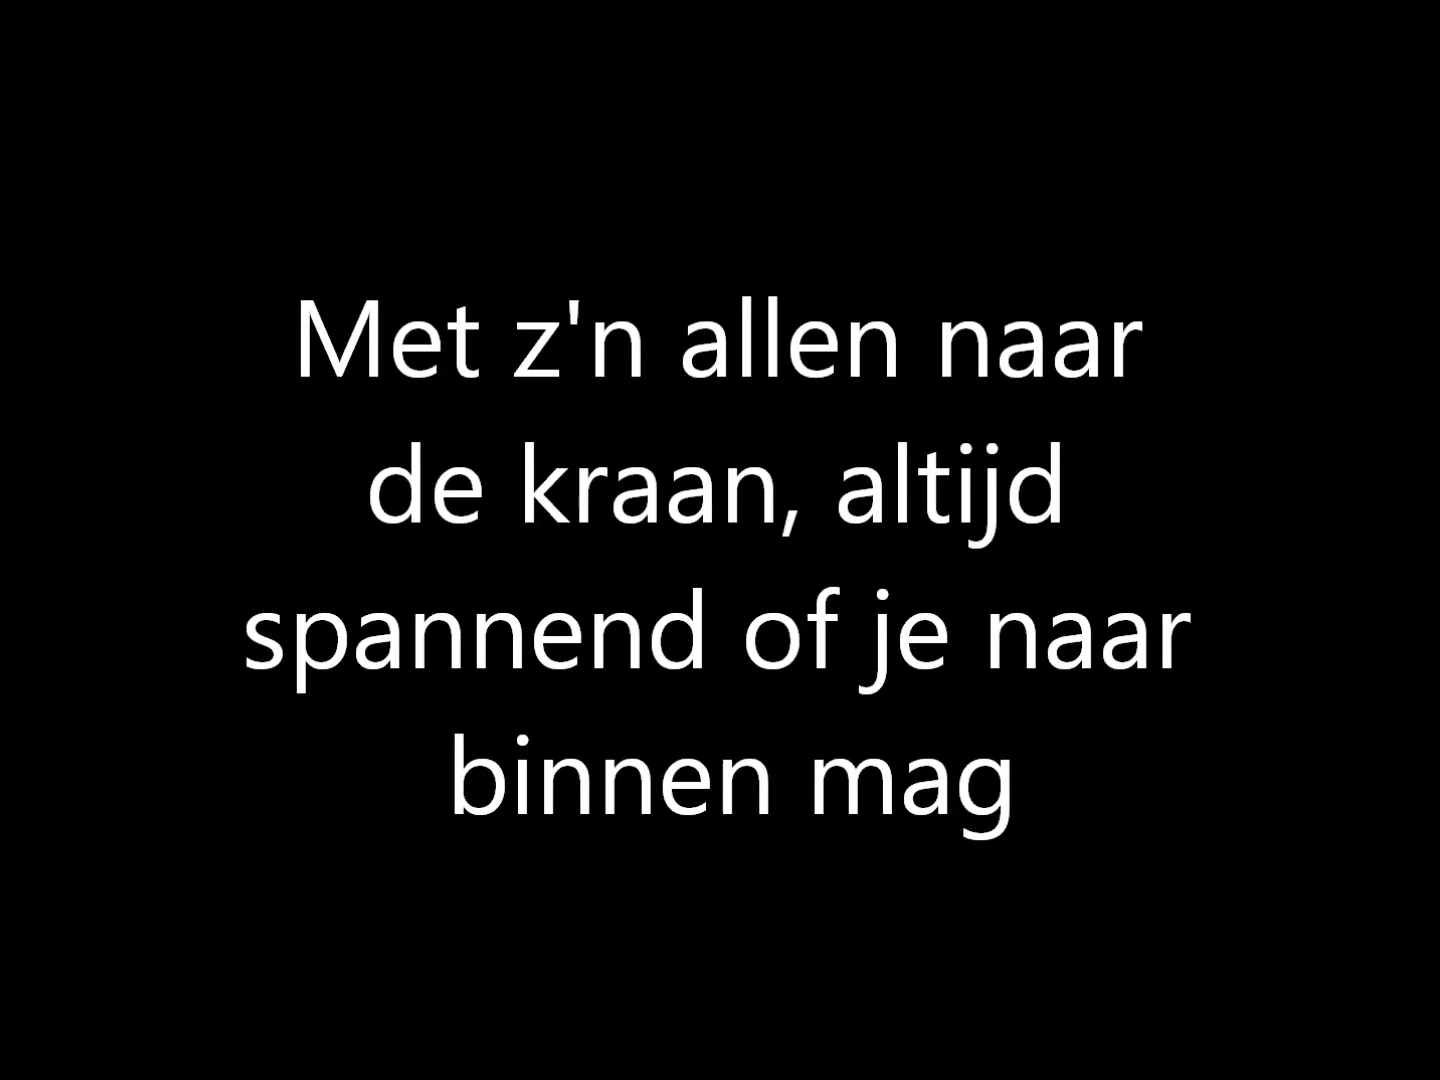 Met z'n allen naar
de kraan, altijd
spannend of je naar
binnen mag